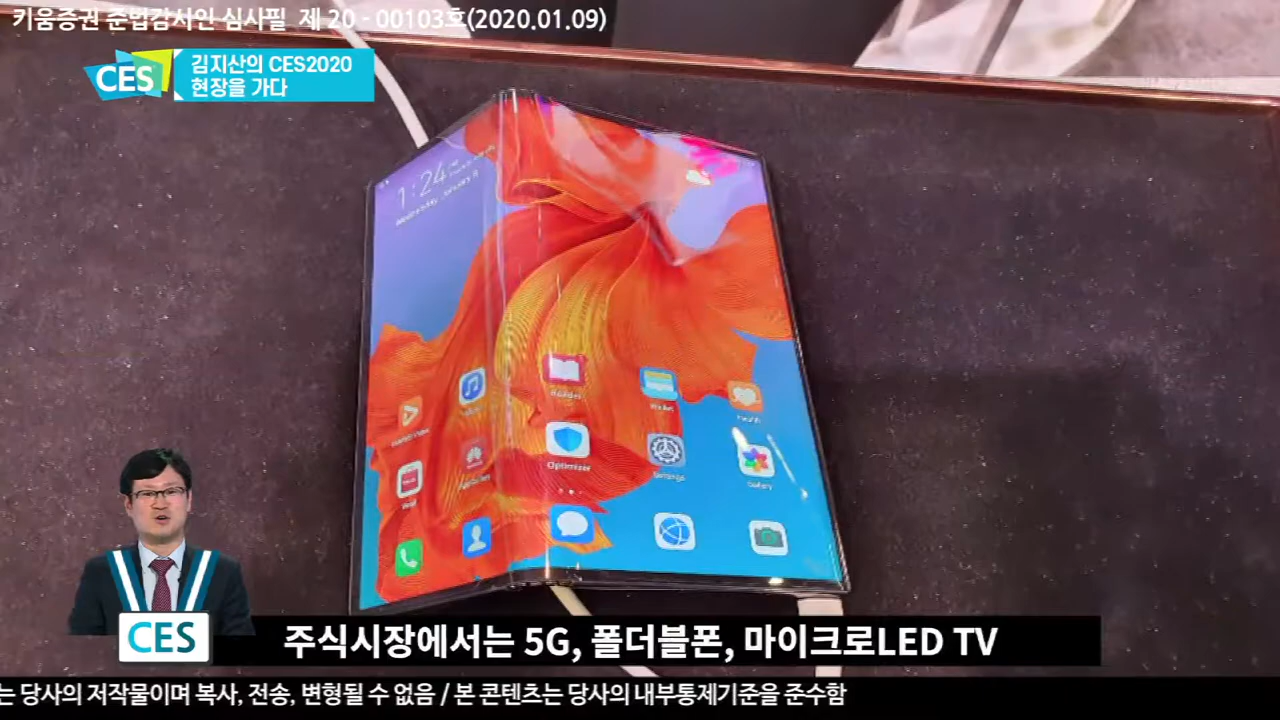 키움증권 준법감시인 심사필 제 20 - 00103호(2020.01.09)
CES
김지산의 CES2020
현장을 가다
1:24
Optimizer
Settings
Gallery
CES
주식시장에서는 5G, 폴더블폰, 마이크로LED TV
는 당사의 저작물이며 복사, 전송, 변형될 수 없음 / 본 콘텐츠는 당사의 내부통제기준을 준수함